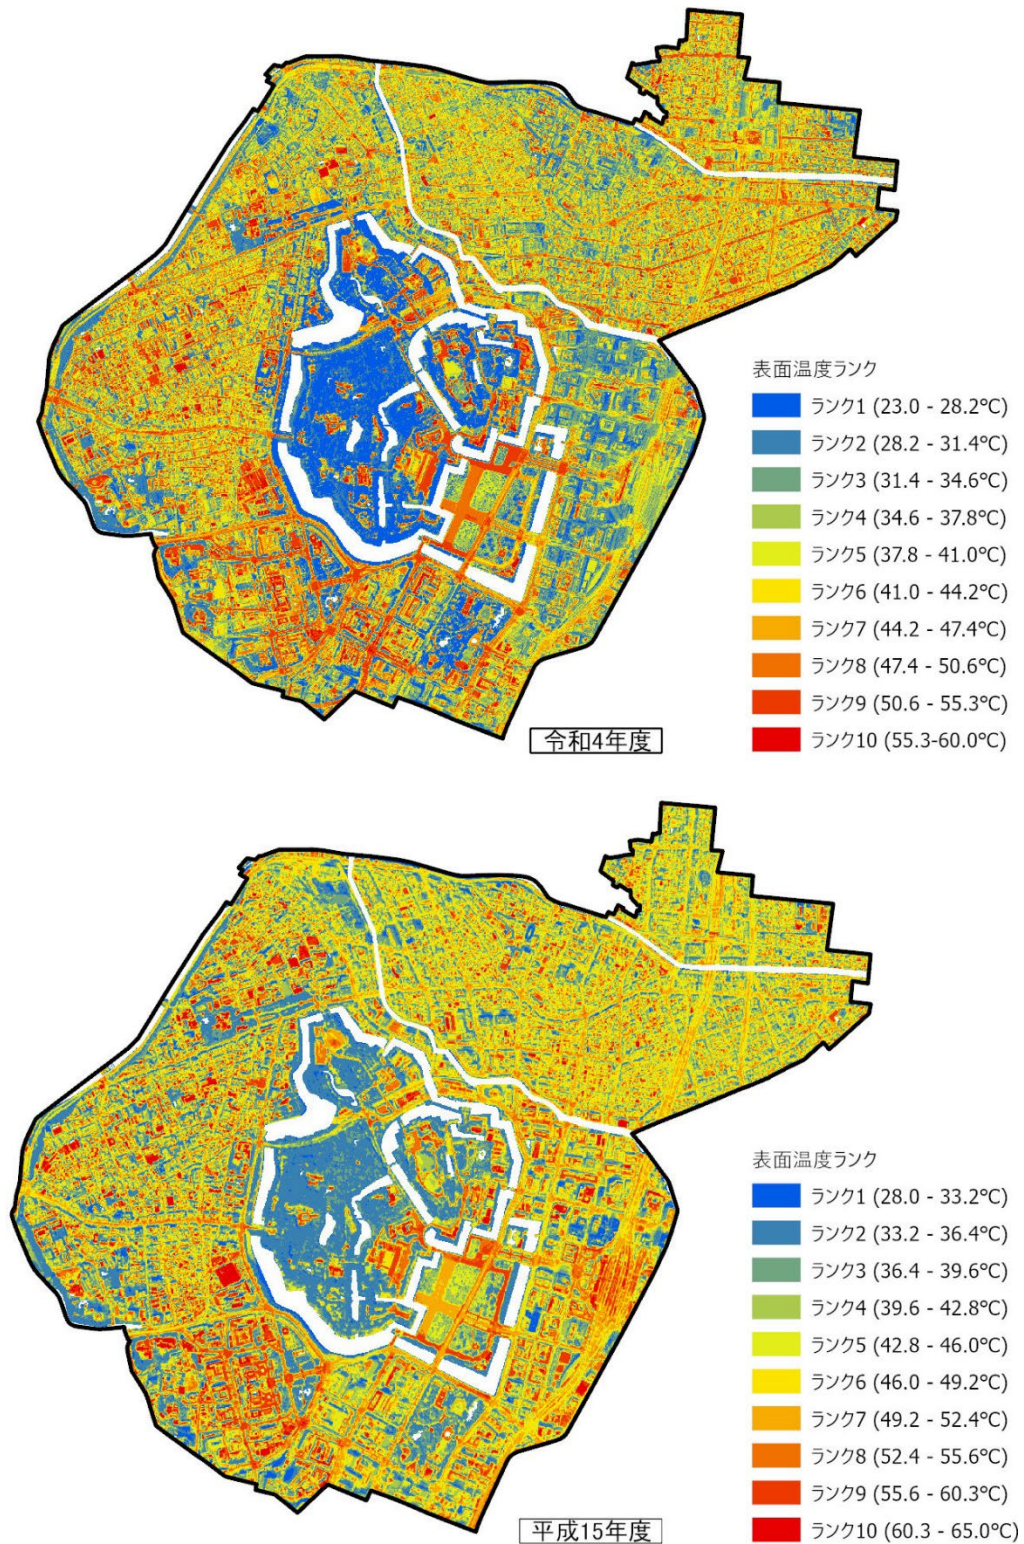 表面温度ランク
ランク1 (23.0 - 28.2°C)
ランク2 (28.2 - 31.4°C)
ランク3 (31.4 - 34.6°C)
ランク4 (34.6 - 37.8°C)
ランク5 (37.8 - 41.0°C)
ランク6 (41.0 - 44.2°C)
ランク7 (44.2 - 47.4°C)
ランク8 (47.4 - 50.6°C)
ランク9 (50.6 - 55.3°C)
ランク10 (55.3-60.0°C)
令和4年度
表面温度ランク
ランク1 (28.0 - 33.2°C)
ランク2 (33.2 - 36.4°C)
ランク3 (36.4 - 39.6°C)
ランク4 (39.6 - 42.8°C)
ランク5 (42.8 - 46.0°C)
ランク6 (46.0 - 49.2°C)
ランク7 (49.2 - 52.4°C)
ランク8 (52.4 - 55.6°C)
ランク9 (55.6 - 60.3°C)
ランク10 (60.3 - 65.0°C)
平成15年度